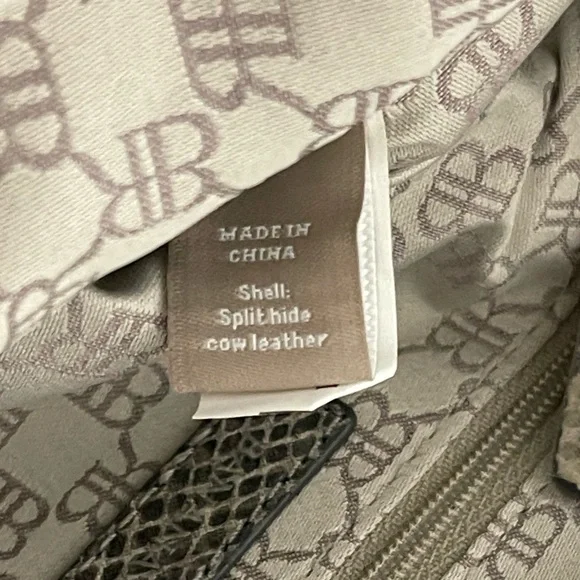 MADE IN
CHINA
Shell:
Split hide
cow leather